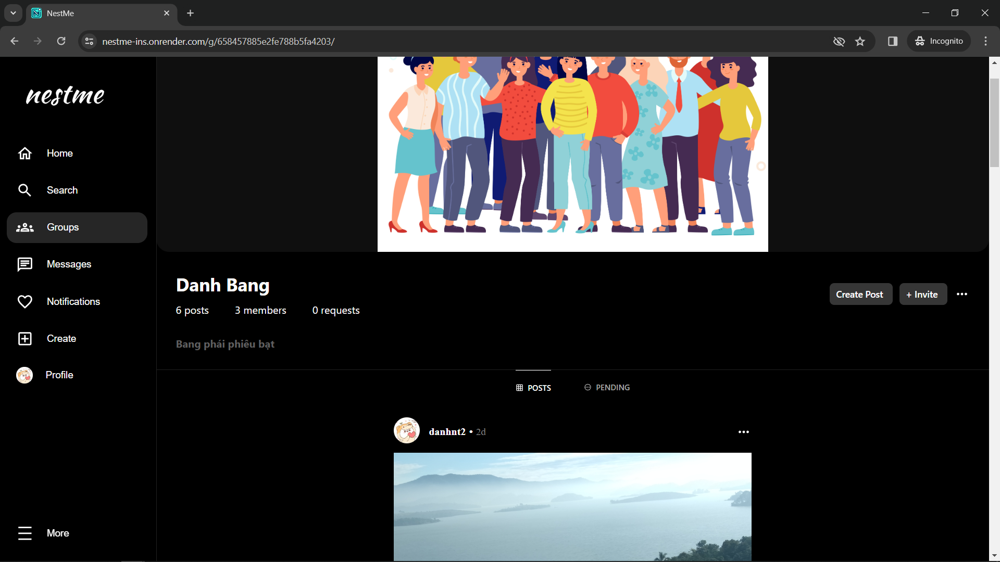 NestMe
nestme-ins.onrender.com/g/658457885e2fe788b5fa4203/
Incognito
nestme
Home
Search
Groups
Messages
Notifications
Create
Profile
More
Danh Bang
6 posts 3 members 0 requests
Create Post + Invite
Bang phái phiêu bạt
POSTS PENDING
danhnt2 • 2d